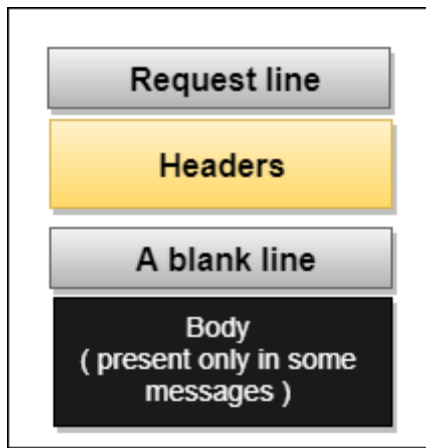 Request line
Headers
A blank line
Body
( present only in some
messages )